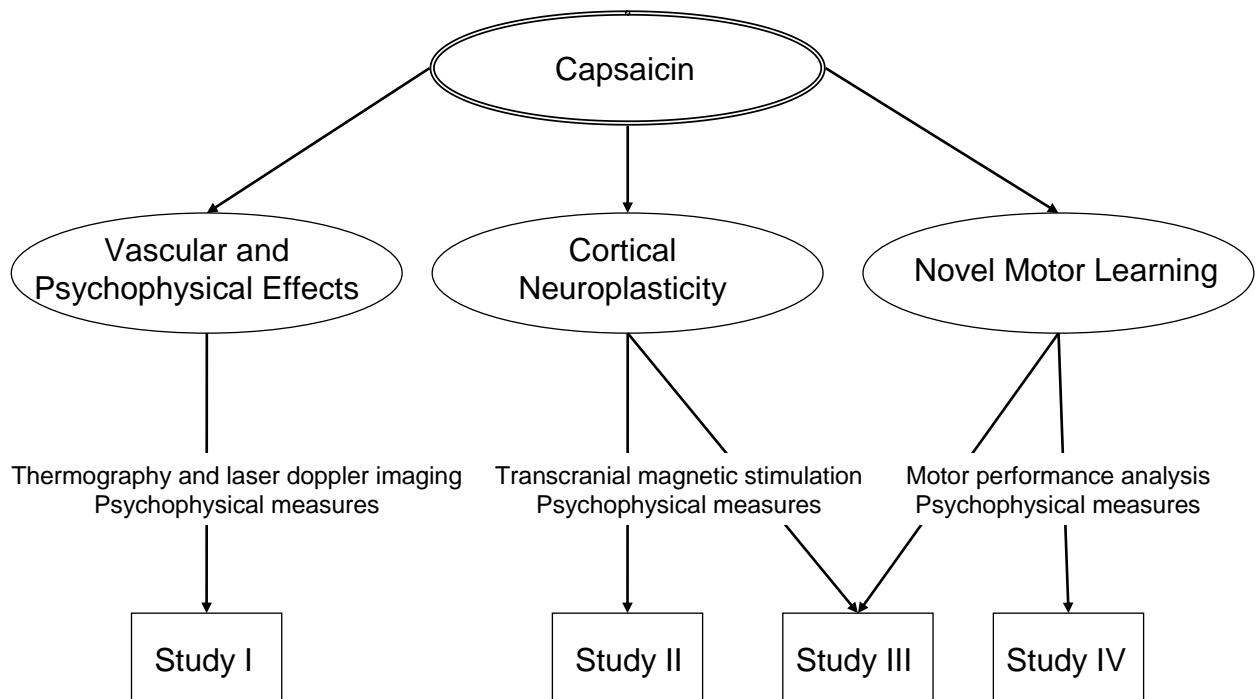 Capsaicin
Vascular and
Psychophysical Effects
Cortical
Neuroplasticity
Novel Motor Learning
Thermography and laser doppler imaging
Psychophysical measures
Transcranial magnetic stimulation
Psychophysical measures
Motor performance analysis
Psychophysical measures
Study I
Study II
Study III
Study IV